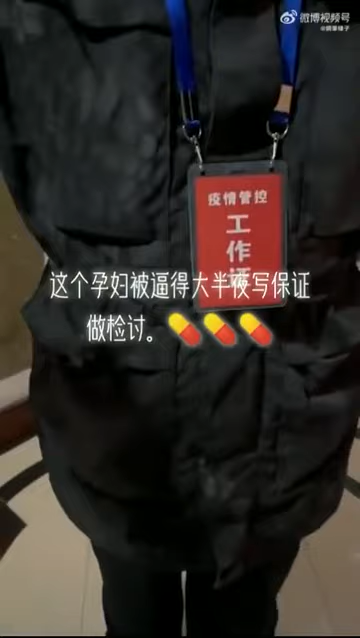 微博视频号
疫情管控
工
作
证
这个孕妇被逼得大半夜写保证
做检讨。